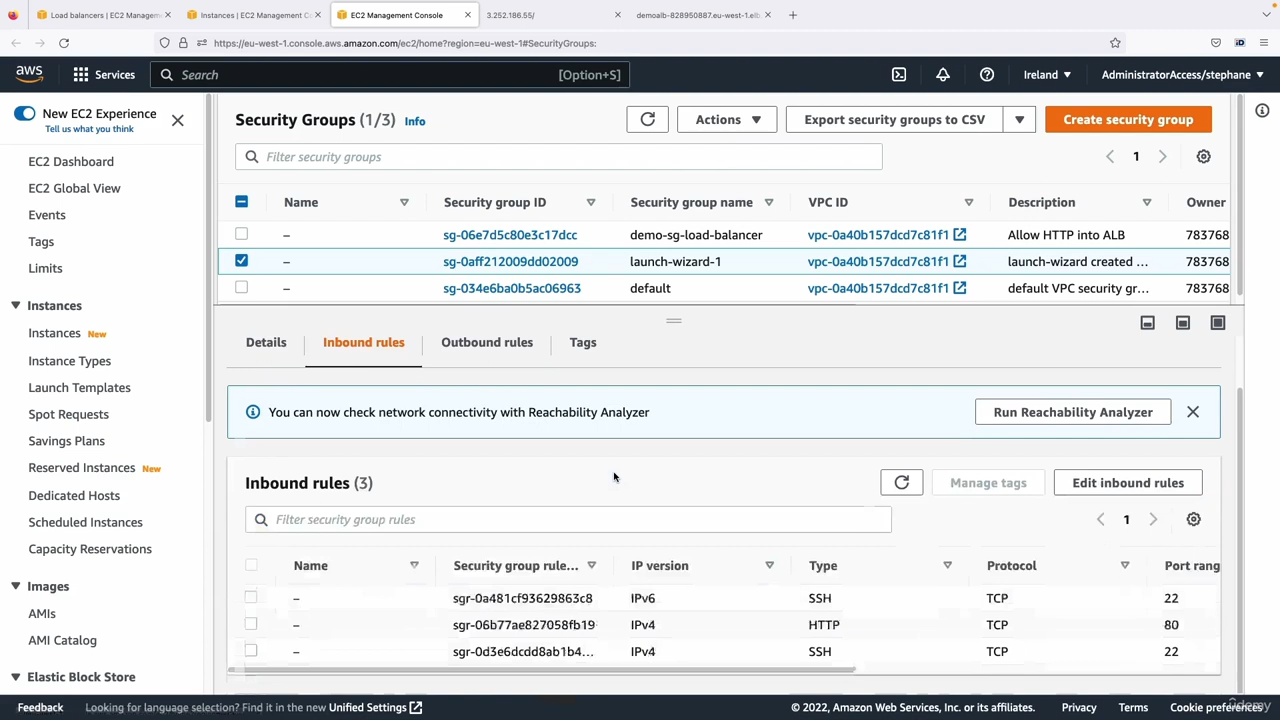 Load balancers | EC2 Managem
Instances | EC2 Management C
EC2 Management Console
3.252.186.55/
demoalb-828950887.eu-west-1.elb
https://eu-west-1.console.aws.amazon.com/ec2/home?region=eu-west-1#SecurityGroups:
aws Services Search [Option+S] Ireland AdministratorAccess/stephane
New EC2 Experience
Tell us what you think
EC2 Dashboard
EC2 Global View
Events
Tags
Limits
Instances
Instances New
Instance Types
Launch Templates
Spot Requests
Savings Plans
Reserved Instances New
Dedicated Hosts
Scheduled Instances
Capacity Reservations
Images
AMIs
AMI Catalog
Elastic Block Store
Security Groups (1/3) Info Actions Export security groups to CSV Create security group
Filter security groups 1
Name Security group ID Security group name VPC ID Description Owner
– sg-06e7d5c80e3c17dcc demo-sg-load-balancer vpc-0a40b157dcd7c81f1 Allow HTTP into ALB 783768
– sg-0aff212009dd02009 launch-wizard-1 vpc-0a40b157dcd7c81f1 launch-wizard created ... 783768
– sg-034e6ba0b5ac06963 default vpc-0a40b157dcd7c81f1 default VPC security gr... 783768
Details Inbound rules Outbound rules Tags
You can now check network connectivity with Reachability Analyzer Run Reachability Analyzer
Inbound rules (3) Manage tags Edit inbound rules
Filter security group rules 1
Name Security group rule... IP version Type Protocol Port rang
– sgr-0a481cf93629863c8 IPv6 SSH TCP 22
– sgr-06b77ae827058fb19 IPv4 HTTP TCP 80
– sgr-0d3e6dcdd8ab1b4... IPv4 SSH TCP 22
Feedback Looking for language selection? Find it in the new Unified Settings © 2022, Amazon Web Services, Inc. or its affiliates. Privacy Terms Cookie preferences
Udemy